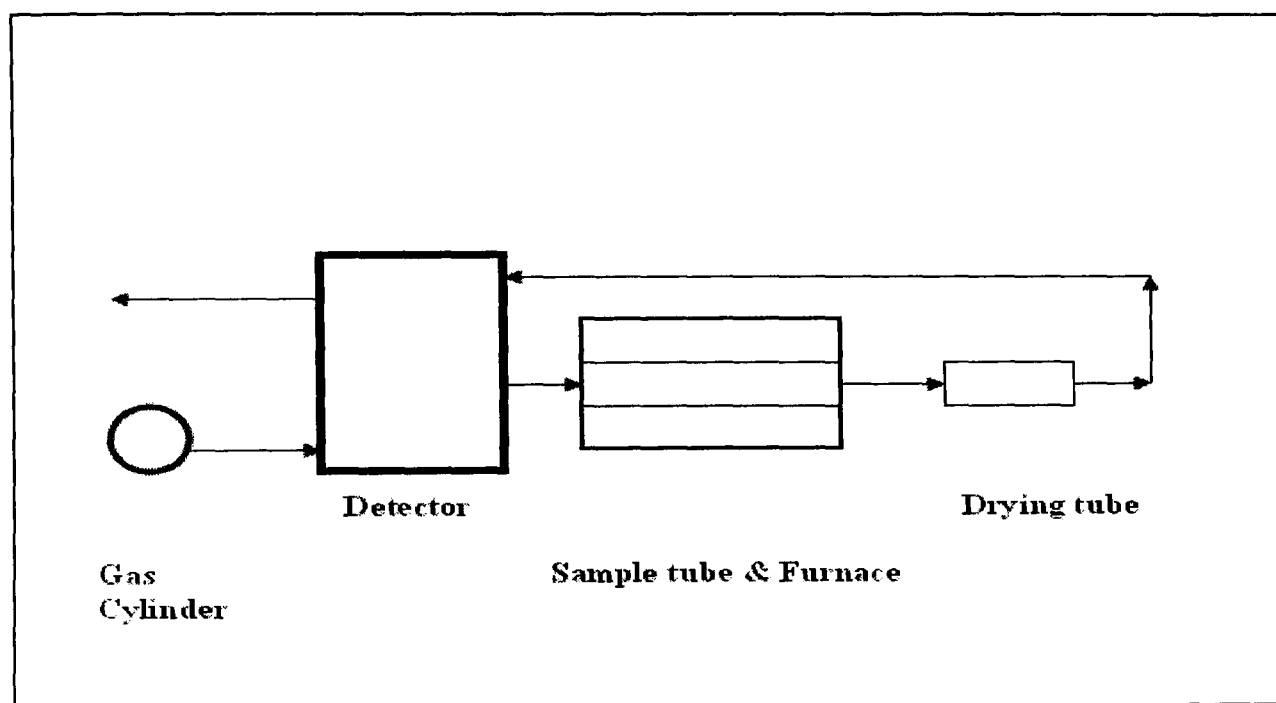 Detector
Drying tube
Gas
Cylinder
Sample tube & Furnace